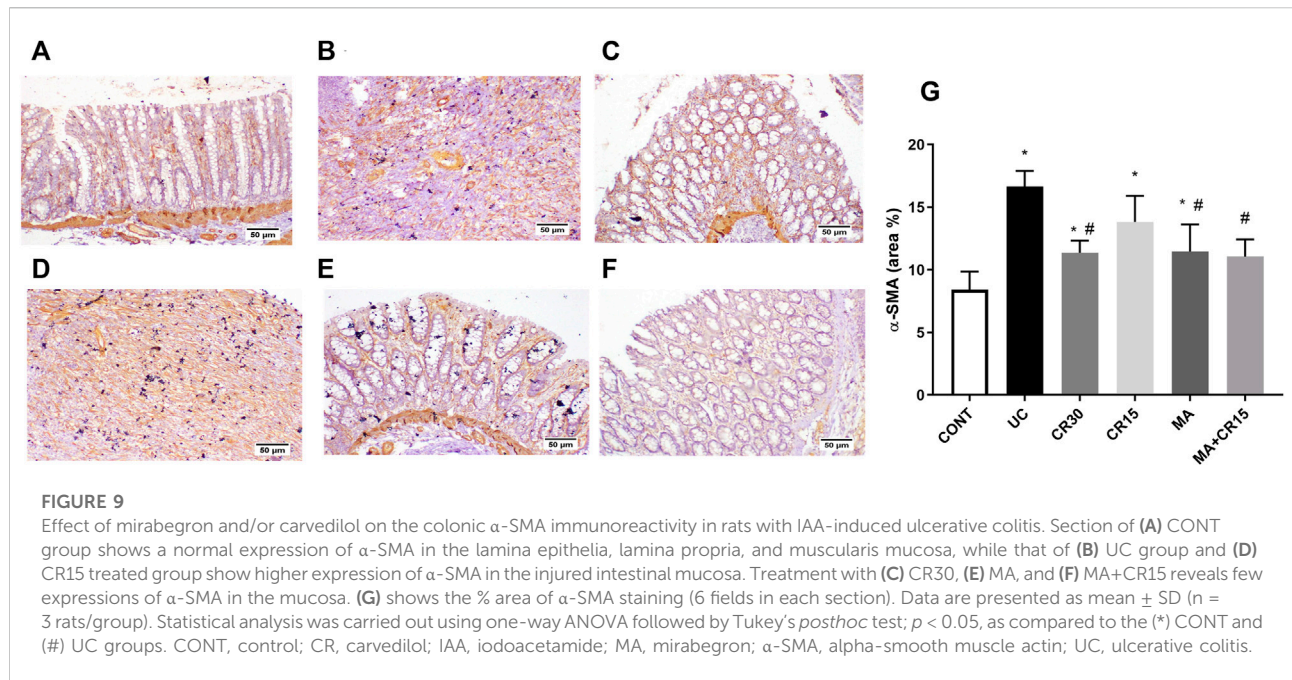 A
B
C
50 µm
50 µm
50 µm
D
E
F
50 µm
50 µm
50 µm
G
α-SMA (area %)
20
15
10
5
0
*
* #
*
* #
#
CONT
UC
CR30
CR15
MA
MA+CR15
FIGURE 9
Effect of mirabegron and/or carvedilol on the colonic α-SMA immunoreactivity in rats with IAA-induced ulcerative colitis. Section of (A) CONT
group shows a normal expression of α-SMA in the lamina epithelia, lamina propria, and muscularis mucosa, while that of (B) UC group and (D)
CR15 treated group show higher expression of α-SMA in the injured intestinal mucosa. Treatment with (C) CR30, (E) MA, and (F) MA+CR15 reveals few
expressions of α-SMA in the mucosa. (G) shows the % area of α-SMA staining (6 fields in each section). Data are presented as mean ± SD (n =
3 rats/group). Statistical analysis was carried out using one-way ANOVA followed by Tukey's posthoc test; p < 0.05, as compared to the (*) CONT and
(#) UC groups. CONT, control; CR, carvedilol; IAA, iodoacetamide; MA, mirabegron; α-SMA, alpha-smooth muscle actin; UC, ulcerative colitis.